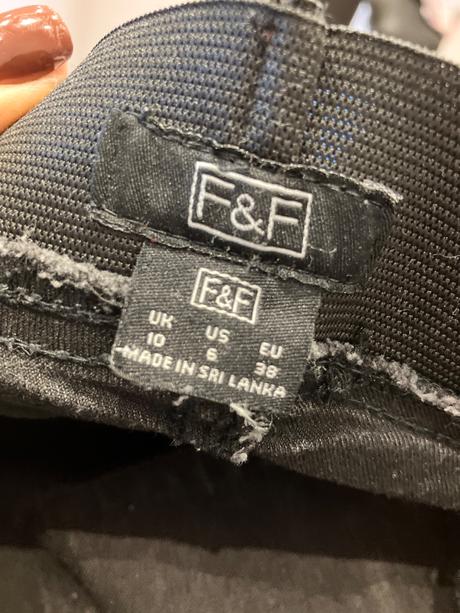 F&F
F&F
UK US EU
10 6 38
MADE IN SRI LANKA